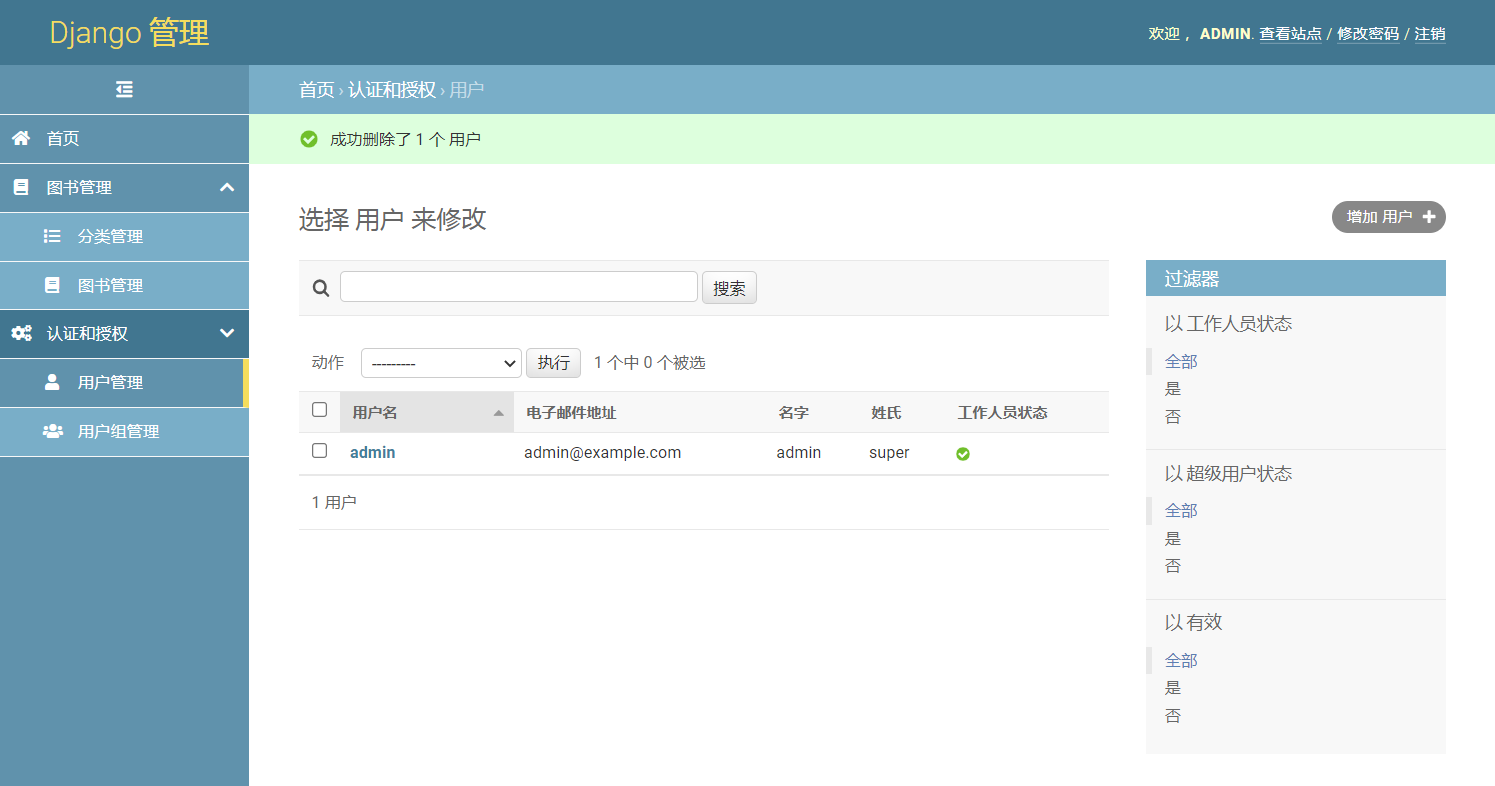 Django 管理
欢迎， ADMIN. 查看站点 / 修改密码 / 注销
首页 › 认证和授权 › 用户
成功删除了 1 个 用户
首页
图书管理
分类管理
图书管理
认证和授权
用户管理
用户组管理
选择 用户 来修改
增加 用户
搜索
动作 --------- 执行 1 个中 0 个被选
用户名 电子邮件地址 名字 姓氏 工作人员状态
admin admin@example.com admin super
1 用户
过滤器
以 工作人员状态
全部
是
否
以 超级用户状态
全部
是
否
以 有效
全部
是
否